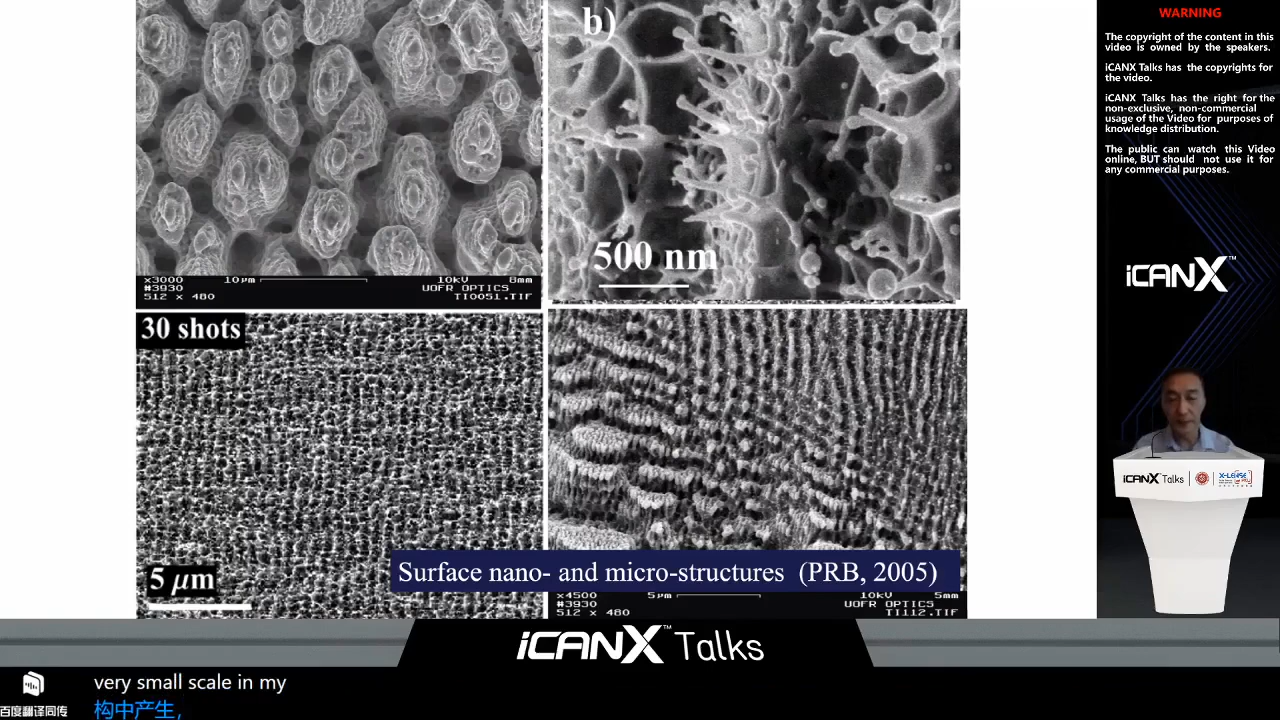 b)
500 nm
x3000 10µm 10kV 8mm
#3930 UOFR OPTICS
512 x 480 TI0051.TIF
30 shots
5 µm
Surface nano- and micro-structures (PRB, 2005)
x4500 5µm 10kV 5mm
#3930 UOFR OPTICS
512 x 480 TI112.TIF
WARNING
The copyright of the content in this
video is owned by the speakers.
iCANX Talks has the copyrights for
the video.
iCANX Talks has the right for the
non-exclusive, non-commercial
usage of the Video for purposes of
knowledge distribution.
The public can watch this Video
online, BUT should not use it for
any commercial purposes.
iCANX™
iCANX Talks
iCANX™ Talks
very small scale in my
构中产生,
百度翻译同传